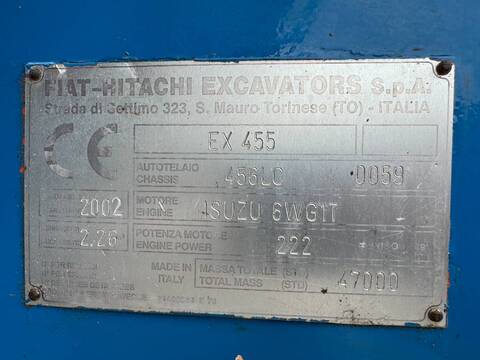 FIAT-HITACHI EXCAVATORS S.p.A.
Strada di Settimo 323, S. Mauro Torinese (TO) - ITALIA
CE
EX 455
AUTOTELAIO
CHASSIS
456LC 0059
2002
MOTORE
ENGINE
ISUZU 6WG1T
2.26
POTENZA MOTORE
ENGINE POWER
222
MADE IN
ITALY
MASSA TOTALE (STD)
TOTAL MASS (STD)
47000